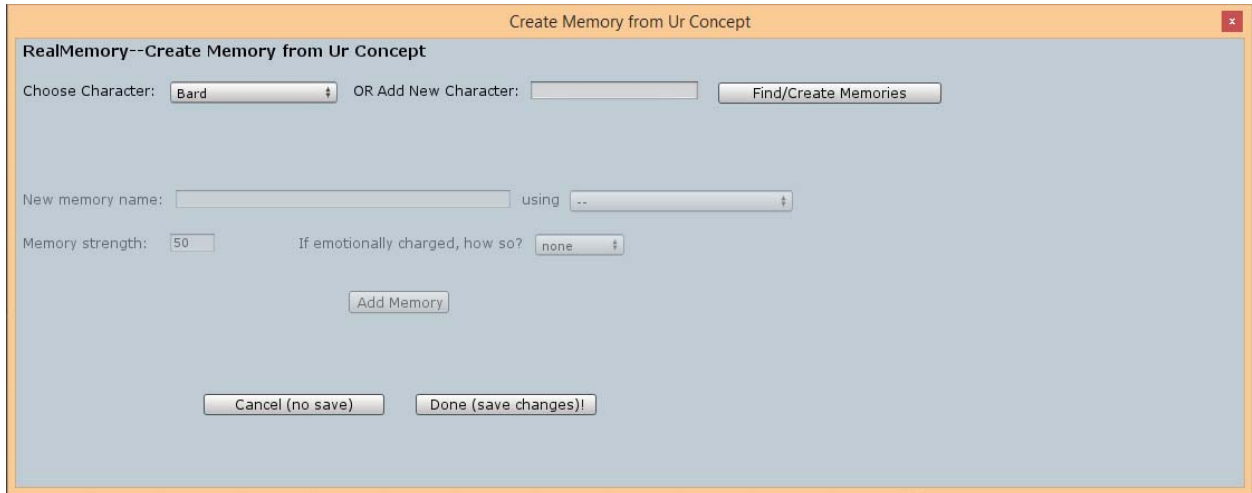 Create Memory from Ur Concept
x
RealMemory--Create Memory from Ur Concept
Choose Character: Bard OR Add New Character: Find/Create Memories
New memory name: using --
Memory strength: 50 If emotionally charged, how so? none
Add Memory
Cancel (no save) Done (save changes)!